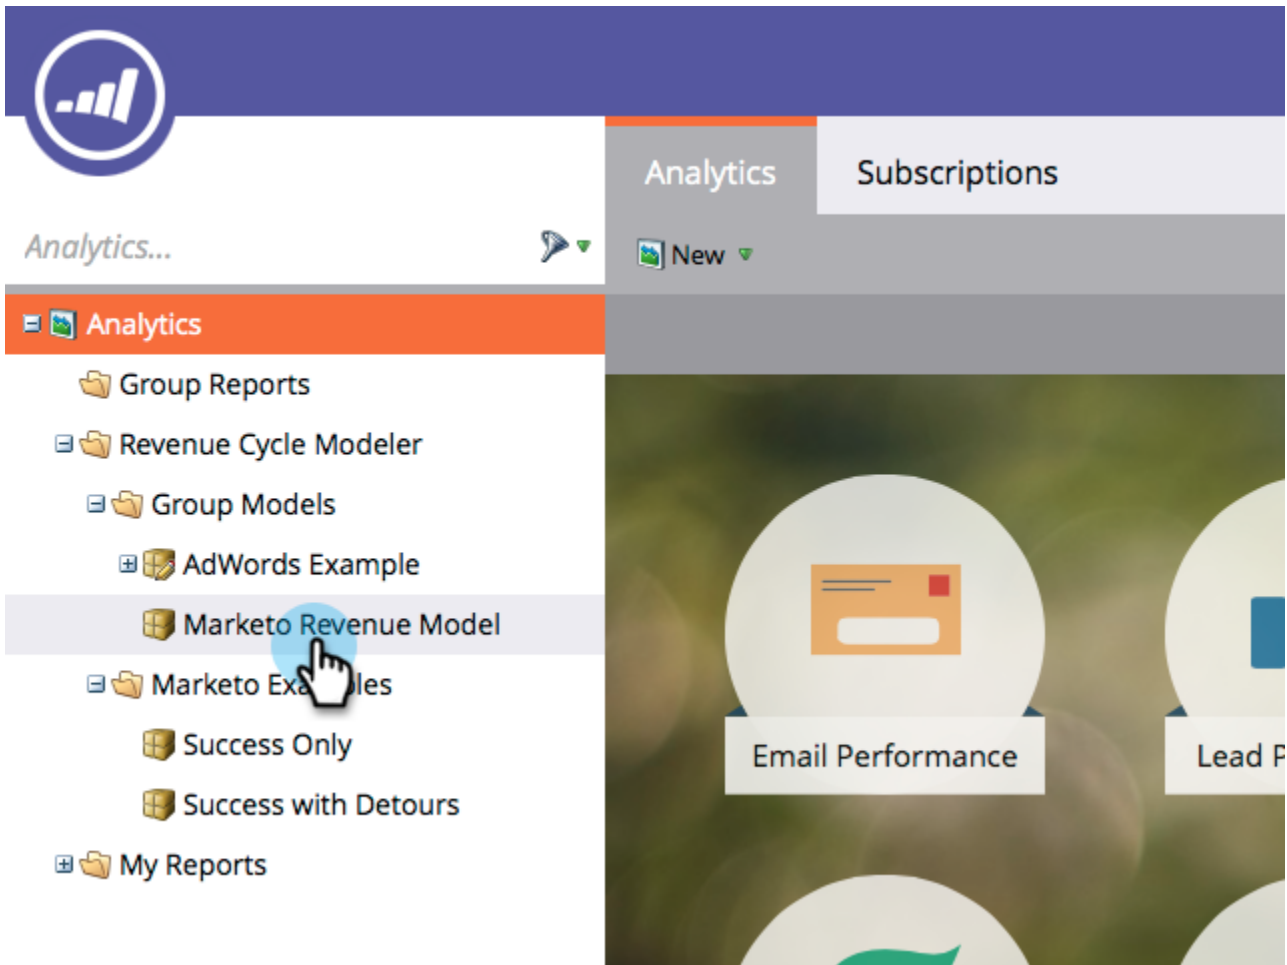 Analytics
Subscriptions
Analytics...
New
Analytics
Group Reports
Revenue Cycle Modeler
Group Models
AdWords Example
Marketo Revenue Model
Marketo
Success Only
Success with Detours
My Reports
Email Performance
Lead